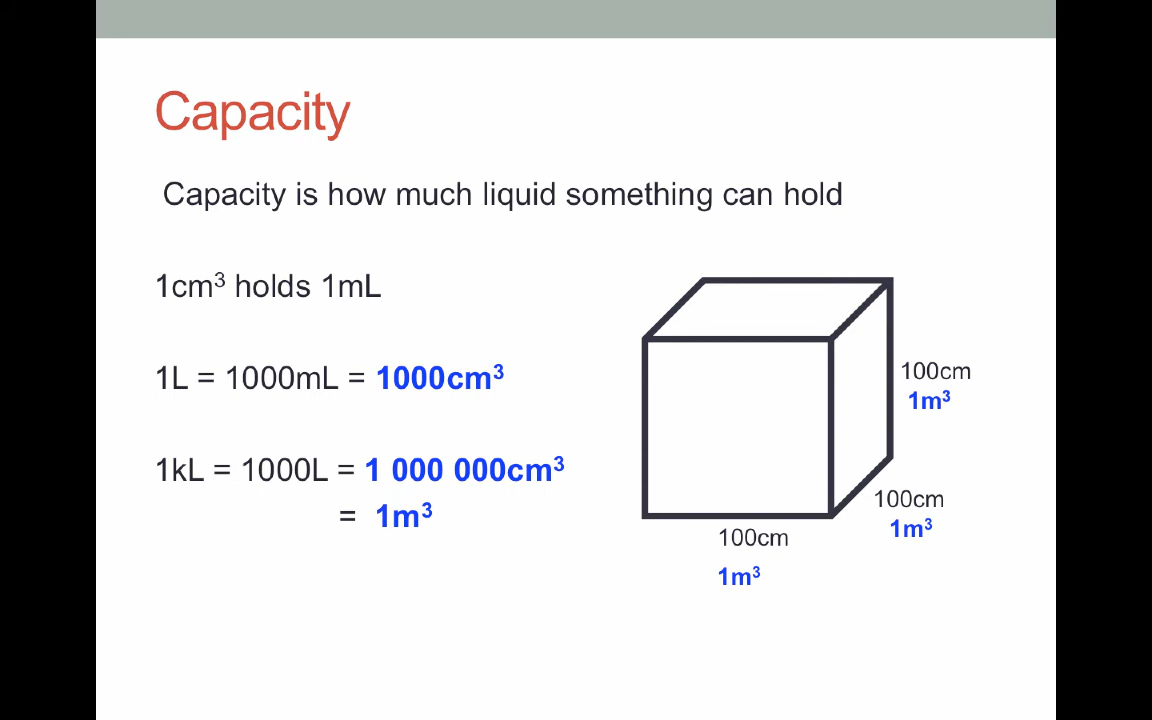 Capacity
Capacity is how much liquid something can hold
1cm³ holds 1mL
1L = 1000mL = 1000cm³
1kL = 1000L = 1 000 000cm³
= 1m³
100cm
1m³
100cm
1m³
100cm
1m³